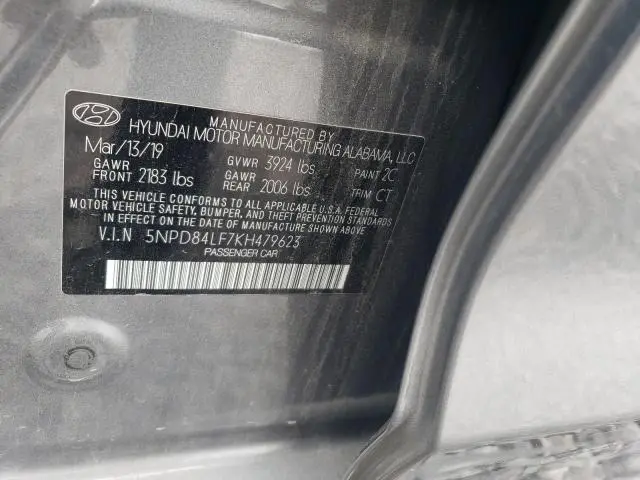 MANUFACTURED BY
HYUNDAI MOTOR MANUFACTURING ALABAMA, LLC
Mar/13/19 GVWR 3924 lbs PAINT 2C
GAWR FRONT 2183 lbs GAWR REAR 2006 lbs TRIM CT
THIS VEHICLE CONFORMS TO ALL APPLICABLE U.S.A. FEDERAL
MOTOR VEHICLE SAFETY, BUMPER, AND THEFT PREVENTION STANDARDS
IN EFFECT ON THE DATE OF MANUFACTURE SHOWN ABOVE
V.I.N 5NPD84LF7KH479623
PASSENGER CAR